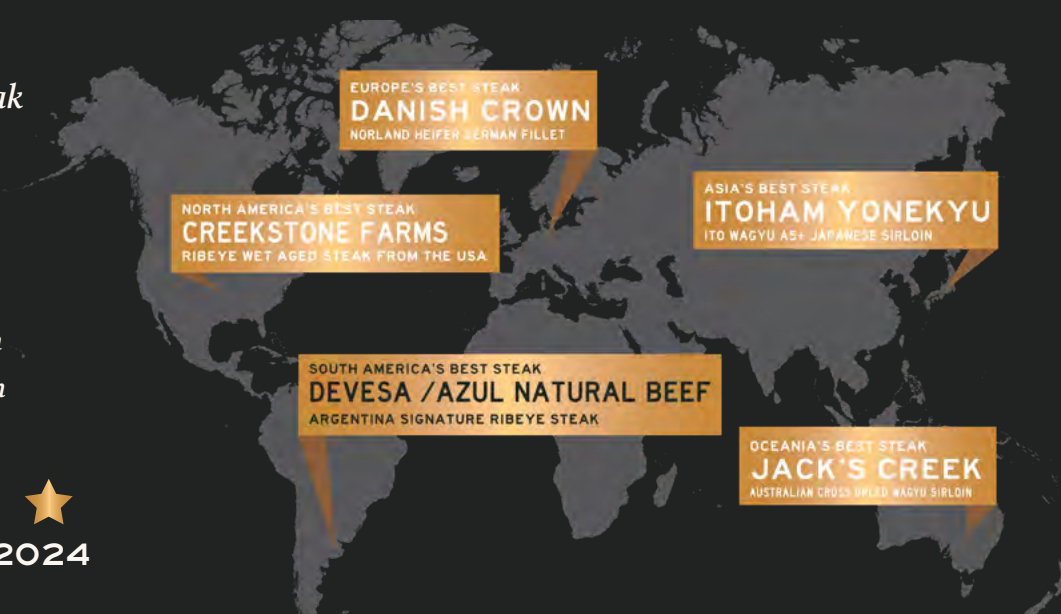 EUROPE'S BEST STEAK
DANISH CROWN
NORLAND HEIFER GERMAN FILLET
NORTH AMERICA'S BEST STEAK
CREEKSTONE FARMS
RIBEYE WET AGED STEAK FROM THE USA
ASIA'S BEST STEAK
ITOHAM YONEKYU
ITO WAGYU A5+ JAPANESE SIRLOIN
SOUTH AMERICA'S BEST STEAK
DEVESA /AZUL NATURAL BEEF
ARGENTINA SIGNATURE RIBEYE STEAK
OCEANIA'S BEST STEAK
JACK'S CREEK
AUSTRALIAN CROSS BRED WAGYU SIRLOIN
2024